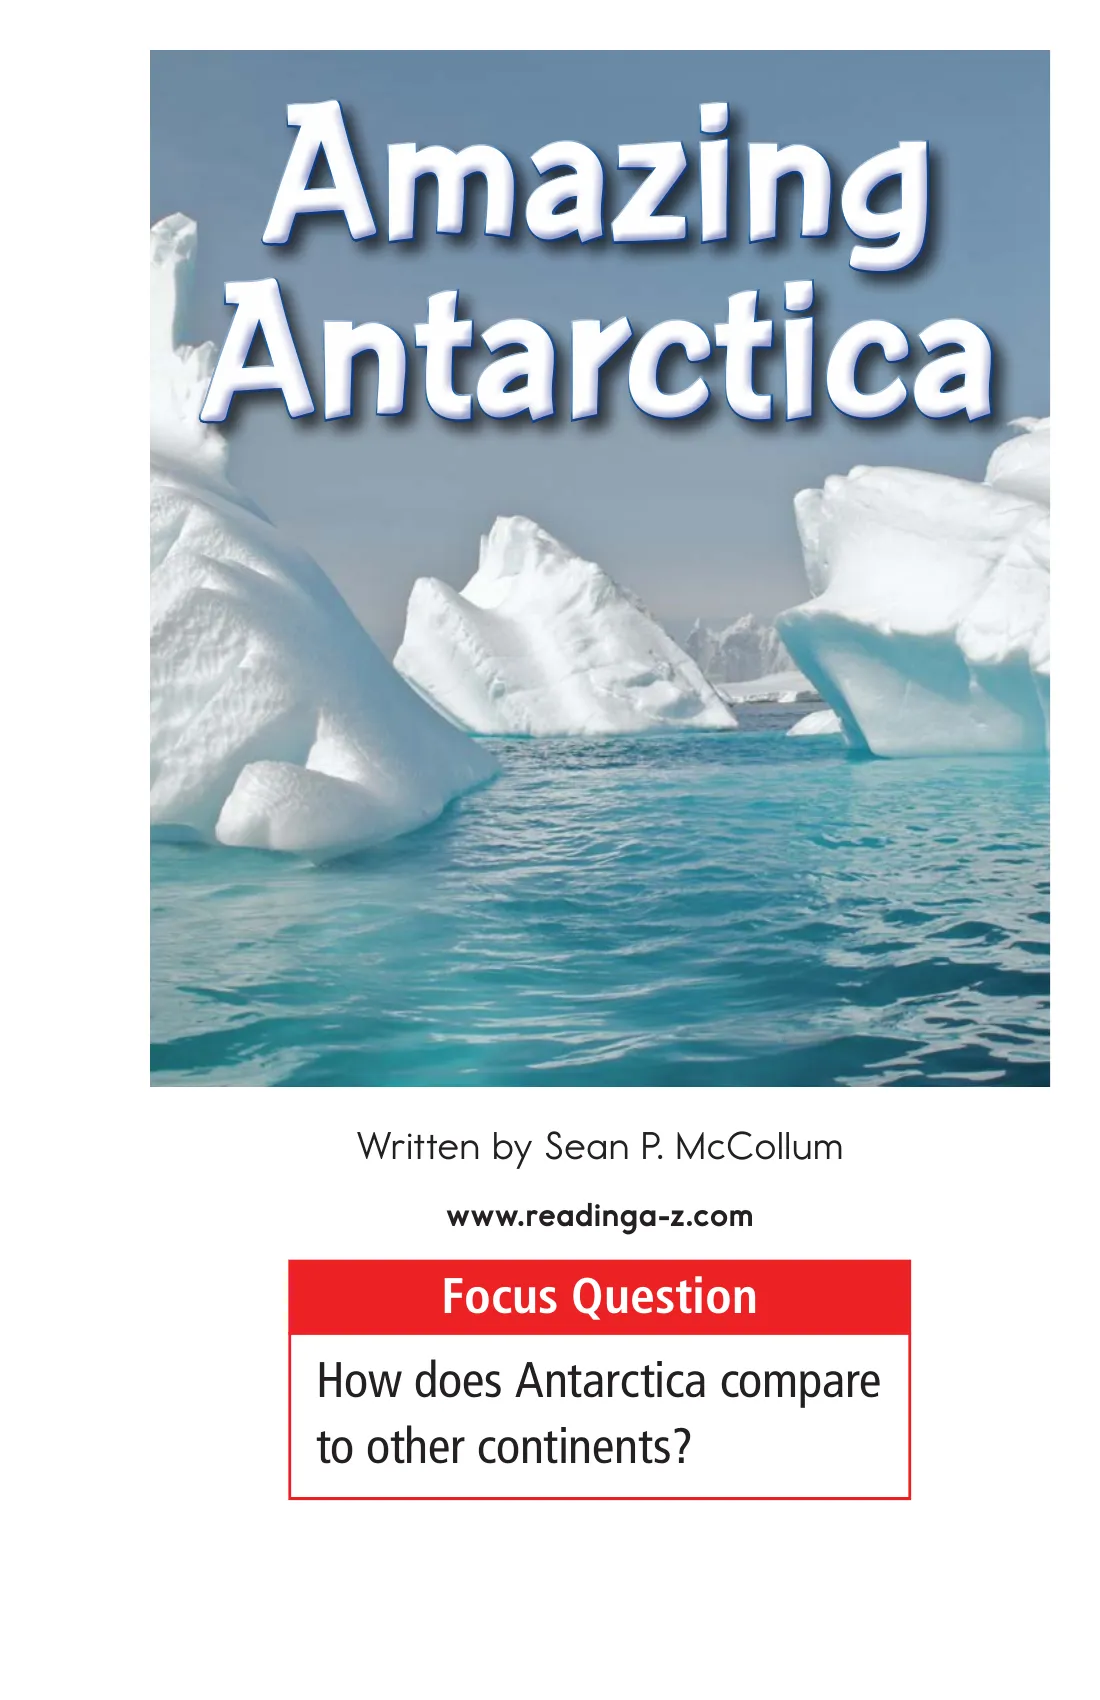 Amazing
Antarctica
Written by Sean P. McCollum
www.readinga-z.com
Focus Question
How does Antarctica compare
to other continents?